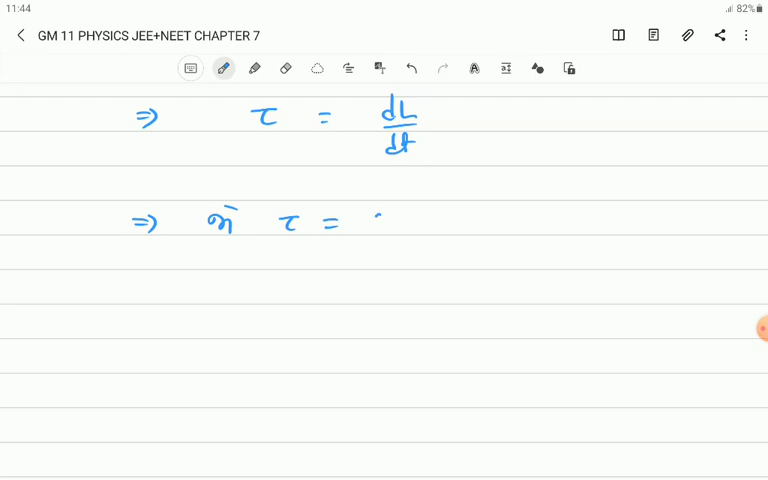 11:44 82%
GM 11 PHYSICS JEE+NEET CHAPTER 7
⇒ τ = dL/dt
⇒ જો τ =